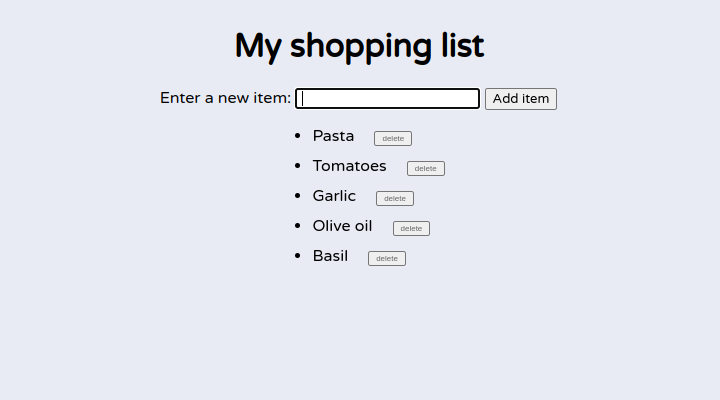 My shopping list
Enter a new item: Add item
Pasta delete
Tomatoes delete
Garlic delete
Olive oil delete
Basil delete